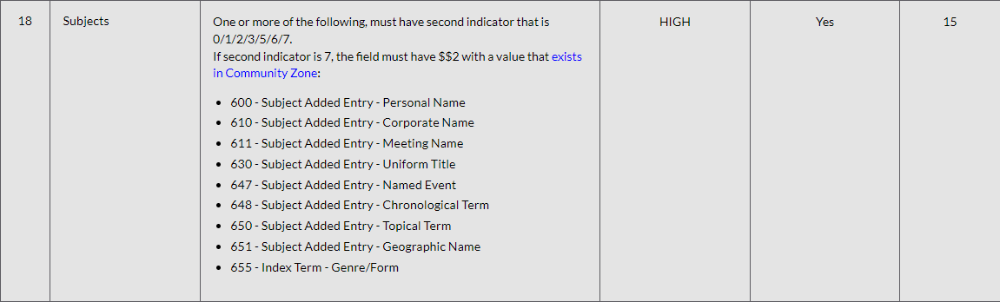 18
Subjects
One or more of the following, must have second indicator that is
0/1/2/3/5/6/7.
If second indicator is 7, the field must have $$2 with a value that exists
in Community Zone:
• 600 - Subject Added Entry - Personal Name
• 610 - Subject Added Entry - Corporate Name
• 611 - Subject Added Entry - Meeting Name
• 630 - Subject Added Entry - Uniform Title
• 647 - Subject Added Entry - Named Event
• 648 - Subject Added Entry - Chronological Term
• 650 - Subject Added Entry - Topical Term
• 651 - Subject Added Entry - Geographic Name
• 655 - Index Term - Genre/Form
HIGH
Yes
15